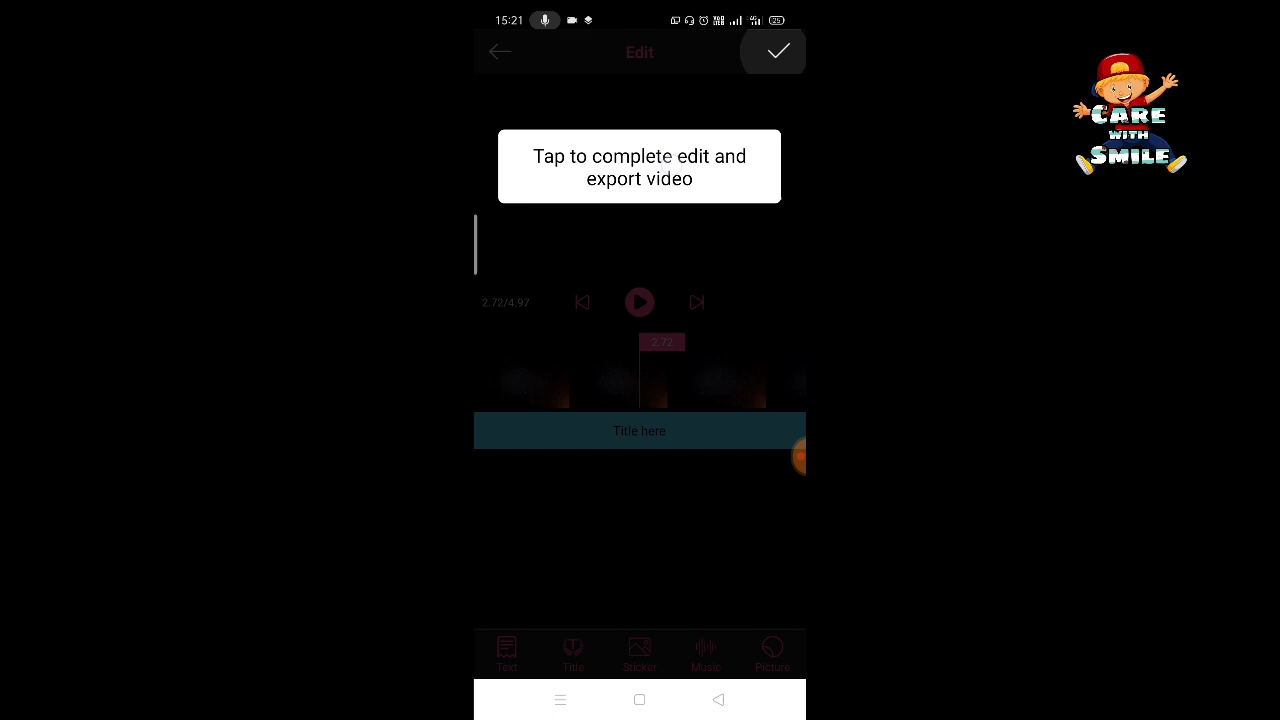 15:21
25
Edit
CARE
WITH
SMILE
Tap to complete edit and
export video
2.72/4.97
2.72
Title here
Text
Title
Sticker
Music
Picture